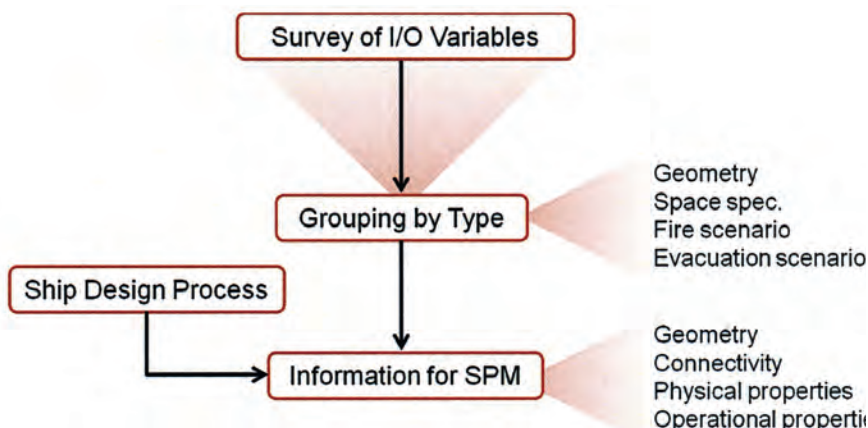 Survey of I/O Variables
Grouping by Type
Geometry
Space spec.
Fire scenario
Evacuation scenario
Ship Design Process
Information for SPM
Geometry
Connectivity
Physical properties
Operational